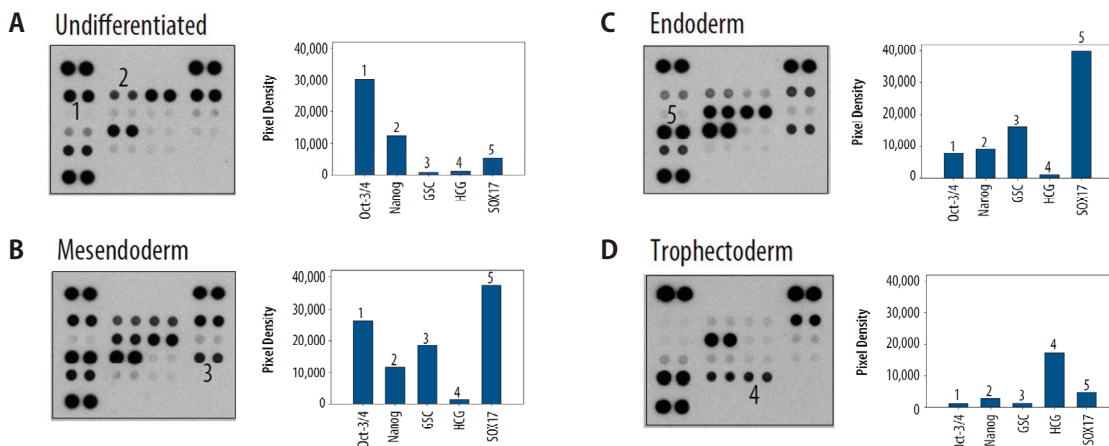 A Undifferentiated
2
1
Pixel Density
40,000
30,000
20,000
10,000
0
1
2
3
4
5
Oct-3/4
Nanog
GSC
HCG
SOX17
B Mesendoderm
3
Pixel Density
40,000
30,000
20,000
10,000
0
1
2
3
4
5
Oct-3/4
Nanog
GSC
HCG
SOX17
C Endoderm
5
Pixel Density
40,000
30,000
20,000
10,000
0
1
2
3
4
5
Oct-3/4
Nanog
GSC
HCG
SOX17
D Trophectoderm
4
Pixel Density
40,000
30,000
20,000
10,000
0
1
2
3
4
5
ct-3/4
Nanog
GSC
HCG
SOX17